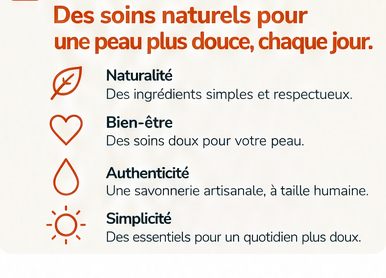 Des soins naturels pour
une peau plus douce, chaque jour.
Naturalité
Des ingrédients simples et respectueux.
Bien-être
Des soins doux pour votre peau.
Authenticité
Une savonnerie artisanale, à taille humaine.
Simplicité
Des essentiels pour un quotidien plus doux.